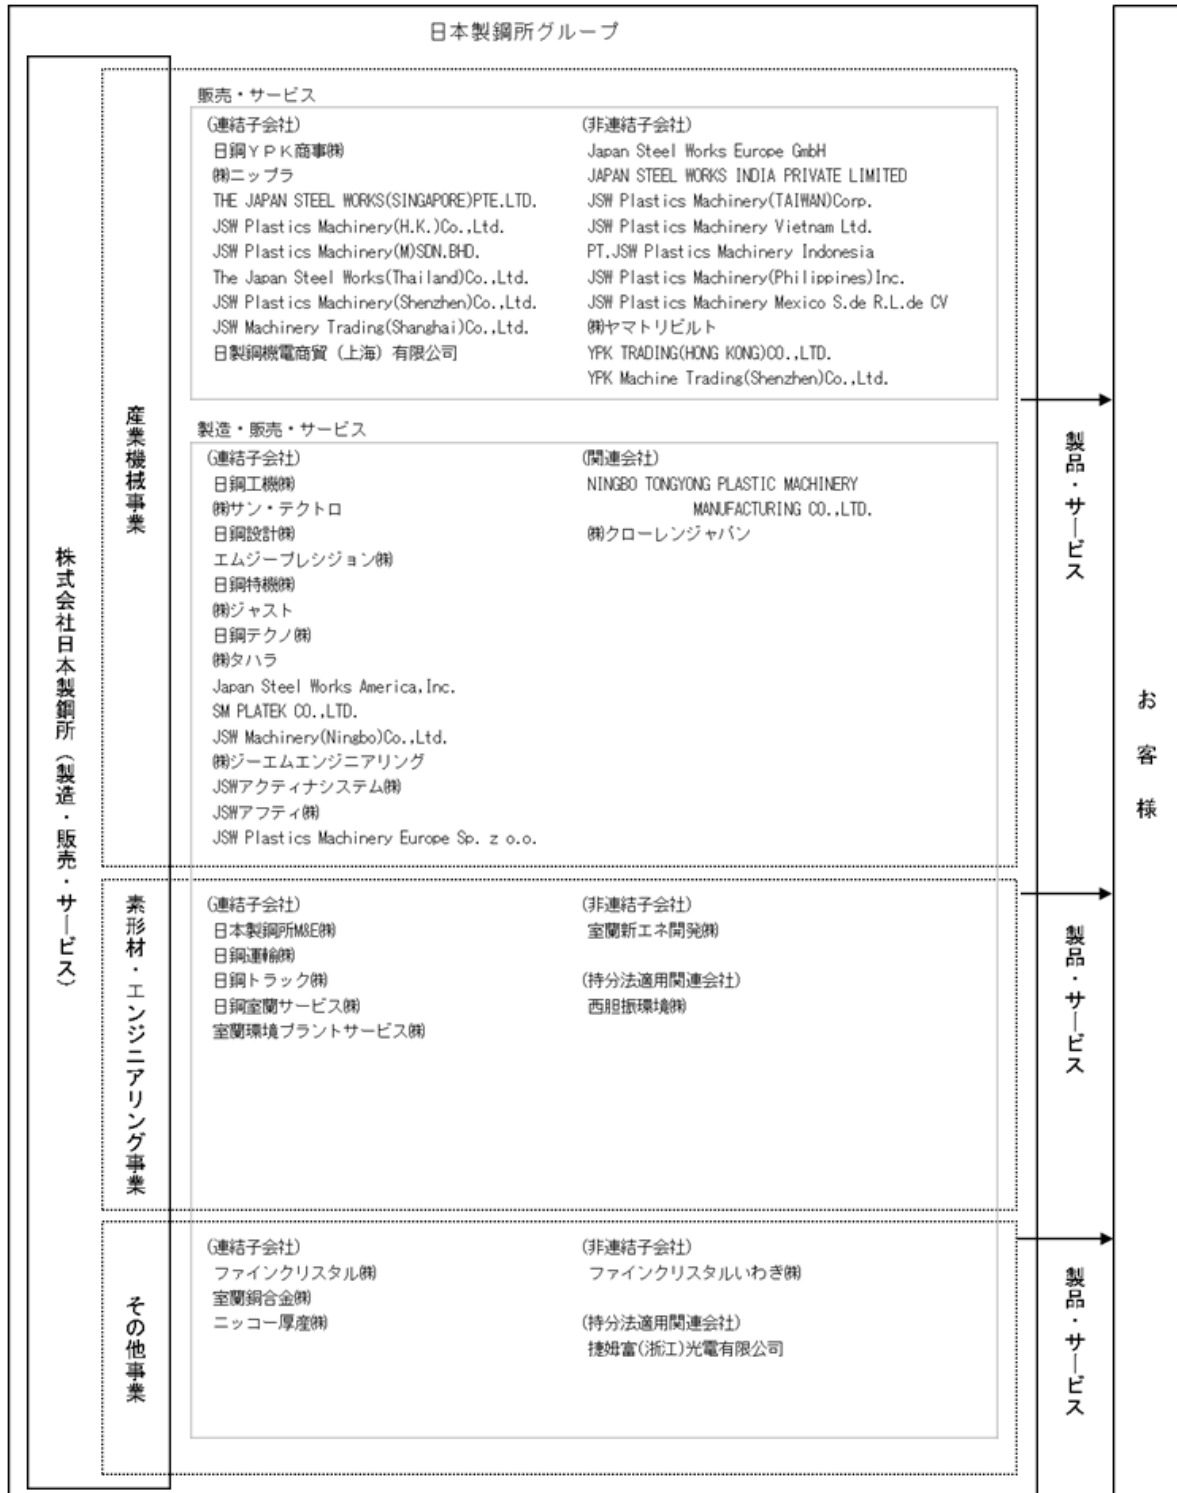 日本製鋼所グループ
株式会社日本製鋼所（製造・販売・サービス）
産業機械事業
販売・サービス
(連結子会社)
日鋼ＹＰＫ商事㈱
㈱ニップラ
THE JAPAN STEEL WORKS(SINGAPORE)PTE.LTD.
JSW Plastics Machinery(H.K.)Co.,Ltd.
JSW Plastics Machinery(M)SDN.BHD.
The Japan Steel Works(Thailand)Co.,Ltd.
JSW Plastics Machinery(Shenzhen)Co.,Ltd.
JSW Machinery Trading(Shanghai)Co.,Ltd.
日製鋼機電商貿（上海）有限公司
(非連結子会社)
Japan Steel Works Europe GmbH
JAPAN STEEL WORKS INDIA PRIVATE LIMITED
JSW Plastics Machinery(TAIWAN)Corp.
JSW Plastics Machinery Vietnam Ltd.
PT.JSW Plastics Machinery Indonesia
JSW Plastics Machinery(Philippines)Inc.
JSW Plastics Machinery Mexico S.de R.L.de CV
㈱ヤマトリビルト
YPK TRADING(HONG KONG)CO.,LTD.
YPK Machine Trading(Shenzhen)Co.,Ltd.
製造・販売・サービス
(連結子会社)
日鋼工機㈱
㈱サン・テクトロ
日鋼設計㈱
エムジープレシジョン㈱
日鋼特機㈱
㈱ジャスト
日鋼テクノ㈱
㈱タハラ
Japan Steel Works America,Inc.
SM PLATEK CO.,LTD.
JSW Machinery(Ningbo)Co.,Ltd.
㈱ジーエムエンジニアリング
JSWアクティナシステム㈱
JSWアフティ㈱
JSW Plastics Machinery Europe Sp. z o.o.
(関連会社)
NINGBO TONGYONG PLASTIC MACHINERY
MANUFACTURING CO.,LTD.
㈱クローレンジャパン
製品・サービス
素形材・エンジニアリング事業
(連結子会社)
日本製鋼所M&E㈱
日鋼運輸㈱
日鋼トラック㈱
日鋼室蘭サービス㈱
室蘭環境プラントサービス㈱
(非連結子会社)
室蘭新エネ開発㈱
(持分法適用関連会社)
西胆振環境㈱
製品・サービス
その他事業
(連結子会社)
ファインクリスタル㈱
室蘭銅合金㈱
ニッコー厚産㈱
(非連結子会社)
ファインクリスタルいわき㈱
(持分法適用関連会社)
捷姆富(浙江)光電有限公司
製品・サービス
お客様